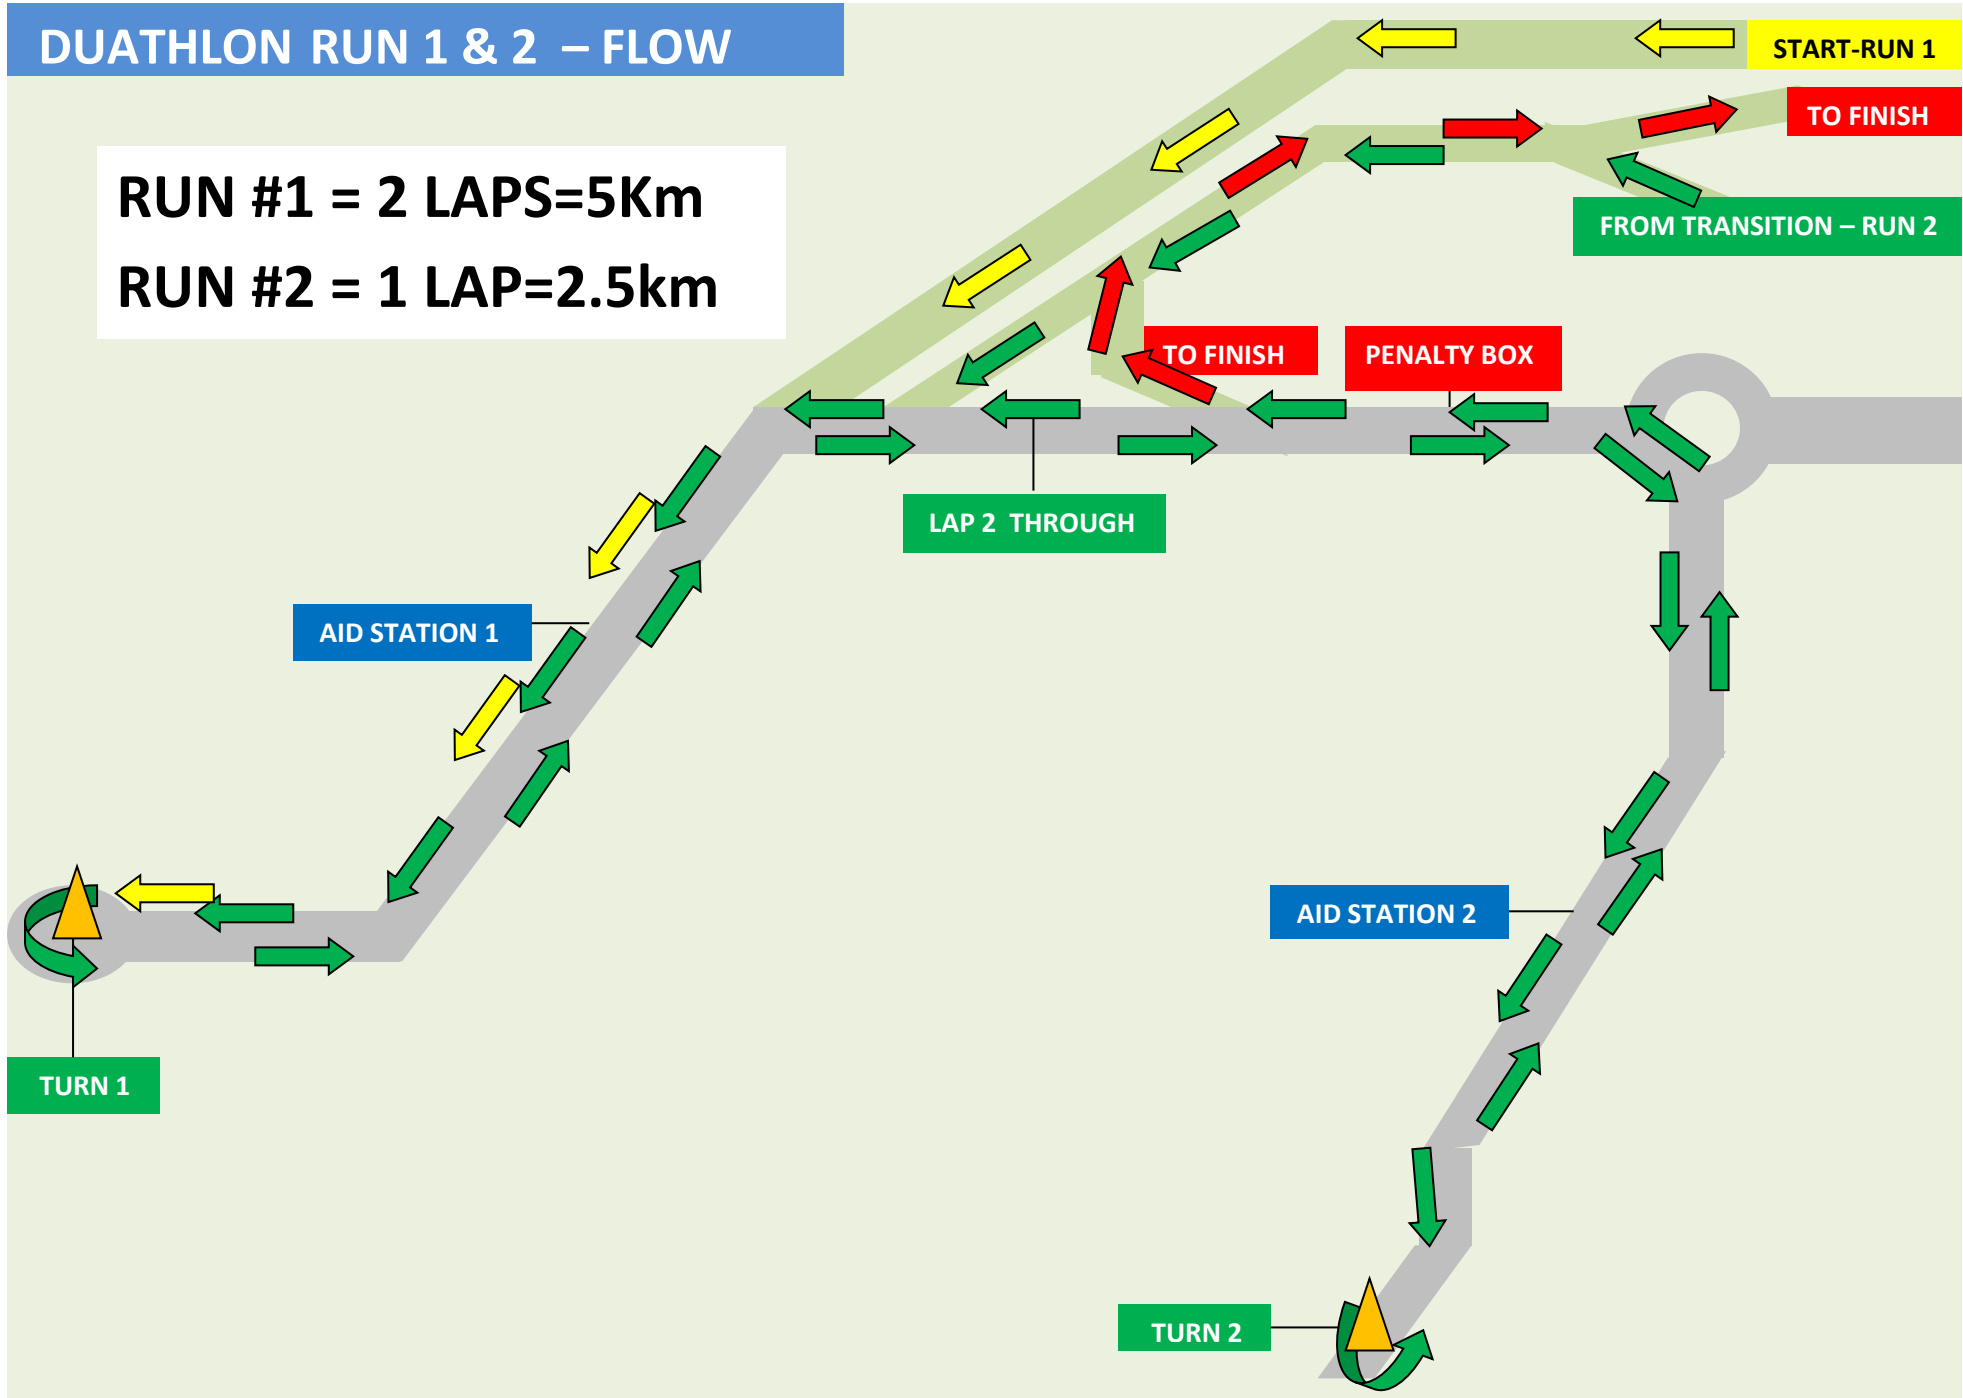 DUATHLON RUN 1 & 2 – FLOW
START-RUN 1
TO FINISH
RUN #1 = 2 LAPS=5Km
RUN #2 = 1 LAP=2.5km
FROM TRANSITION – RUN 2
TO FINISH
PENALTY BOX
LAP 2 THROUGH
AID STATION 1
AID STATION 2
TURN 1
TURN 2